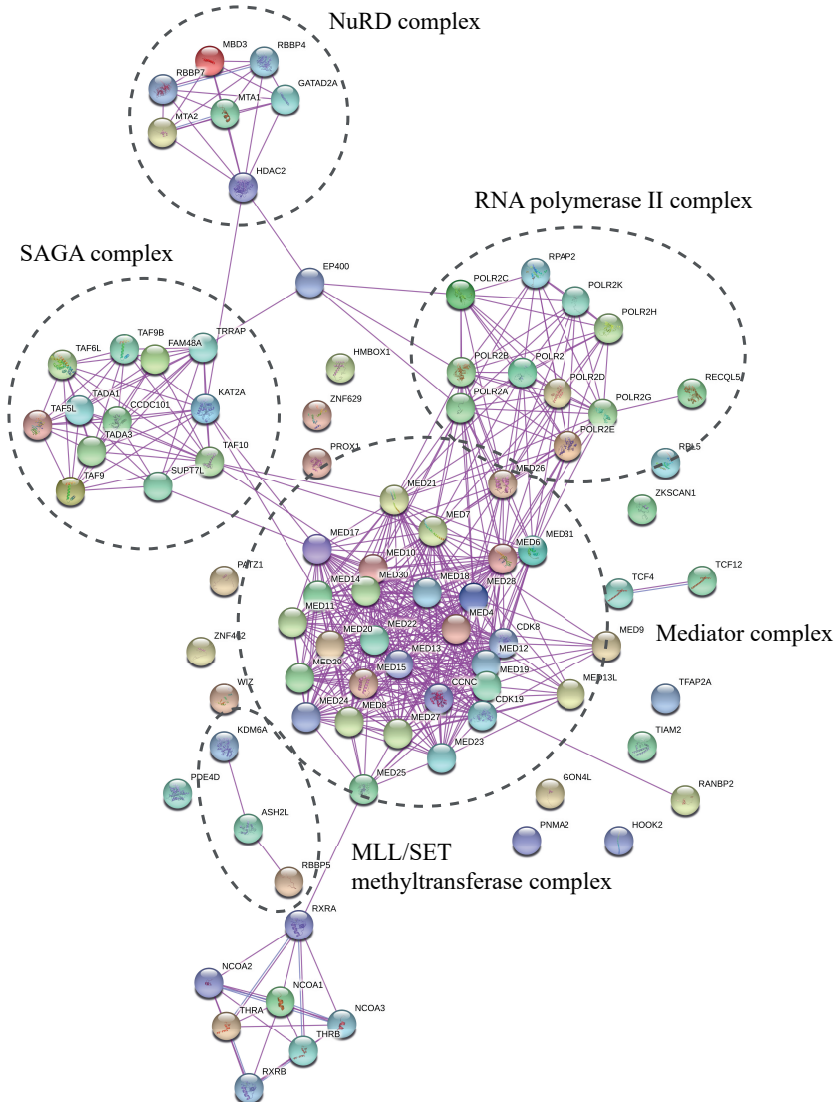 NuRD complex
MBD3
RBBP4
RBBP7
GATAD2A
MTA1
MTA2
HDAC2
RNA polymerase II complex
SAGA complex
EP400
RPAP2
POLR2C
POLR2K
POLR2H
TAF9B
TRRAP
TAF6L
FAM48A
HMBOX1
POLR2B
POLR2
POLR2D
RECQL5
KAT2A
TADA1
CCDC101
TAF5L
ZNF629
POLR2A
POLR2G
TADA3
POLR2E
TAF10
PROX1
RPL5
TAF9
SUPT7L
MED26
MED21
ZKSCAN1
MED7
MED17
MED6
MED31
MED10
PATZ1
MED14
MED30
MED18
MED28
TCF4
TCF12
MED11
MED4
MED22
CDK8
MED20
MED9
Mediator complex
ZNF462
MED13
MED12
MED15
MED19
WIZ
CCNC
MED13L
TFAP2A
MED24
MED8
MED27
CDK19
KDM6A
MED23
TIAM2
PDE4D
MED25
6ON4L
RANBP2
ASH2L
PNMA2
HOOK2
MLL/SET
methyltransferase complex
RBBP5
RXRA
NCOA2
NCOA1
THRA
NCOA3
THRB
RXRB